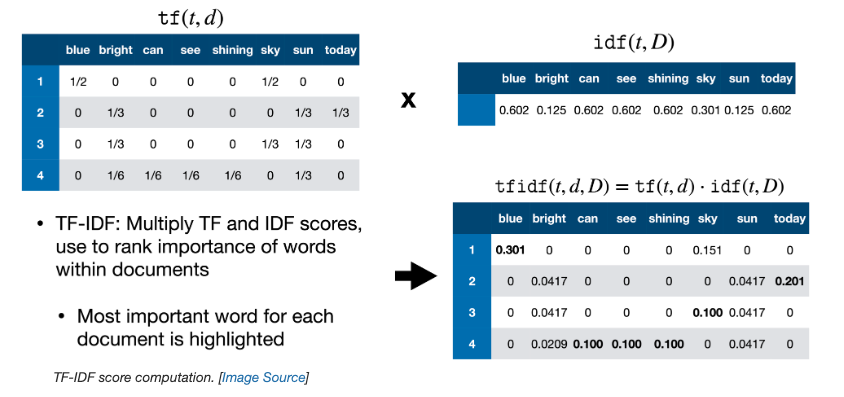 tf(t, d)
blue bright can see shining sky sun today
1 1/2 0 0 0 0 1/2 0 0
2 0 1/3 0 0 0 0 1/3 1/3
3 0 1/3 0 0 0 1/3 1/3 0
4 0 1/6 1/6 1/6 1/6 0 1/3 0
x
idf(t, D)
blue bright can see shining sky sun today
0.602 0.125 0.602 0.602 0.602 0.301 0.125 0.602
• TF-IDF: Multiply TF and IDF scores,
use to rank importance of words
within documents
• Most important word for each
document is highlighted
tfidf(t, d, D) = tf(t, d) · idf(t, D)
blue bright can see shining sky sun today
1 0.301 0 0 0 0 0.151 0 0
2 0 0.0417 0 0 0 0 0.0417 0.201
3 0 0.0417 0 0 0 0.100 0.0417 0
4 0 0.0209 0.100 0.100 0.100 0 0.0417 0
TF-IDF score computation. [Image Source]